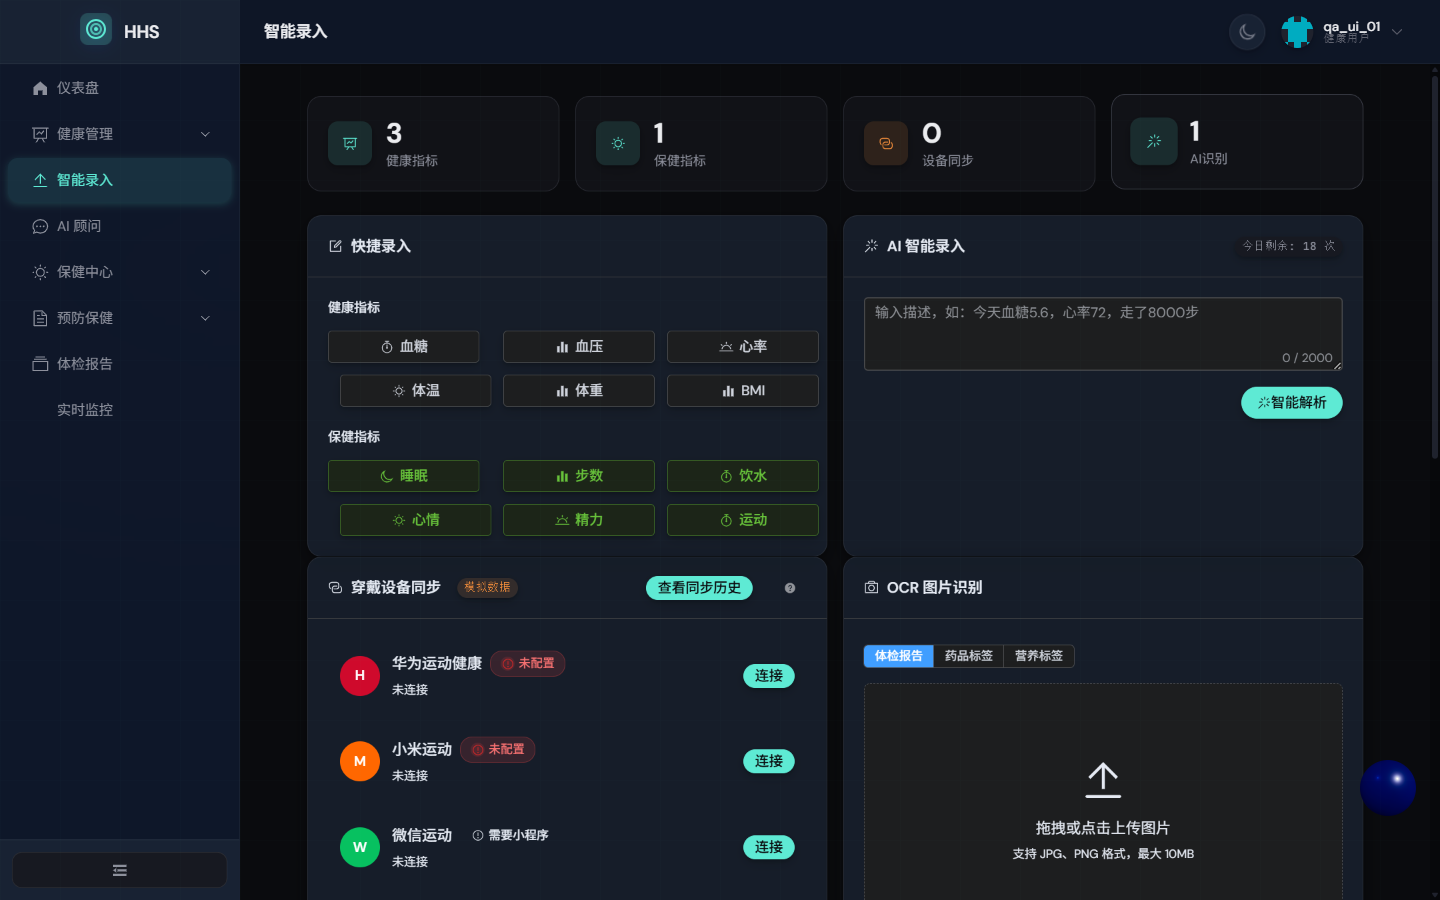 HHS
智能录入
qa_ui_01
健康用户
仪表盘
健康管理
智能录入
AI 顾问
保健中心
预防保健
体检报告
实时监控
3
健康指标
1
保健指标
0
设备同步
1
AI识别
快捷录入
健康指标
血糖
血压
心率
体温
体重
BMI
保健指标
睡眠
步数
饮水
心情
精力
运动
AI 智能录入
今日剩余: 18 次
输入描述，如：今天血糖5.6，心率72，走了8000步
0 / 2000
智能解析
穿戴设备同步
模拟数据
查看同步历史
H
华为运动健康
未配置
未连接
连接
M
小米运动
未配置
未连接
连接
W
微信运动
需要小程序
未连接
连接
OCR 图片识别
体检报告
药品标签
营养标签
拖拽或点击上传图片
支持 JPG、PNG 格式，最大 10MB